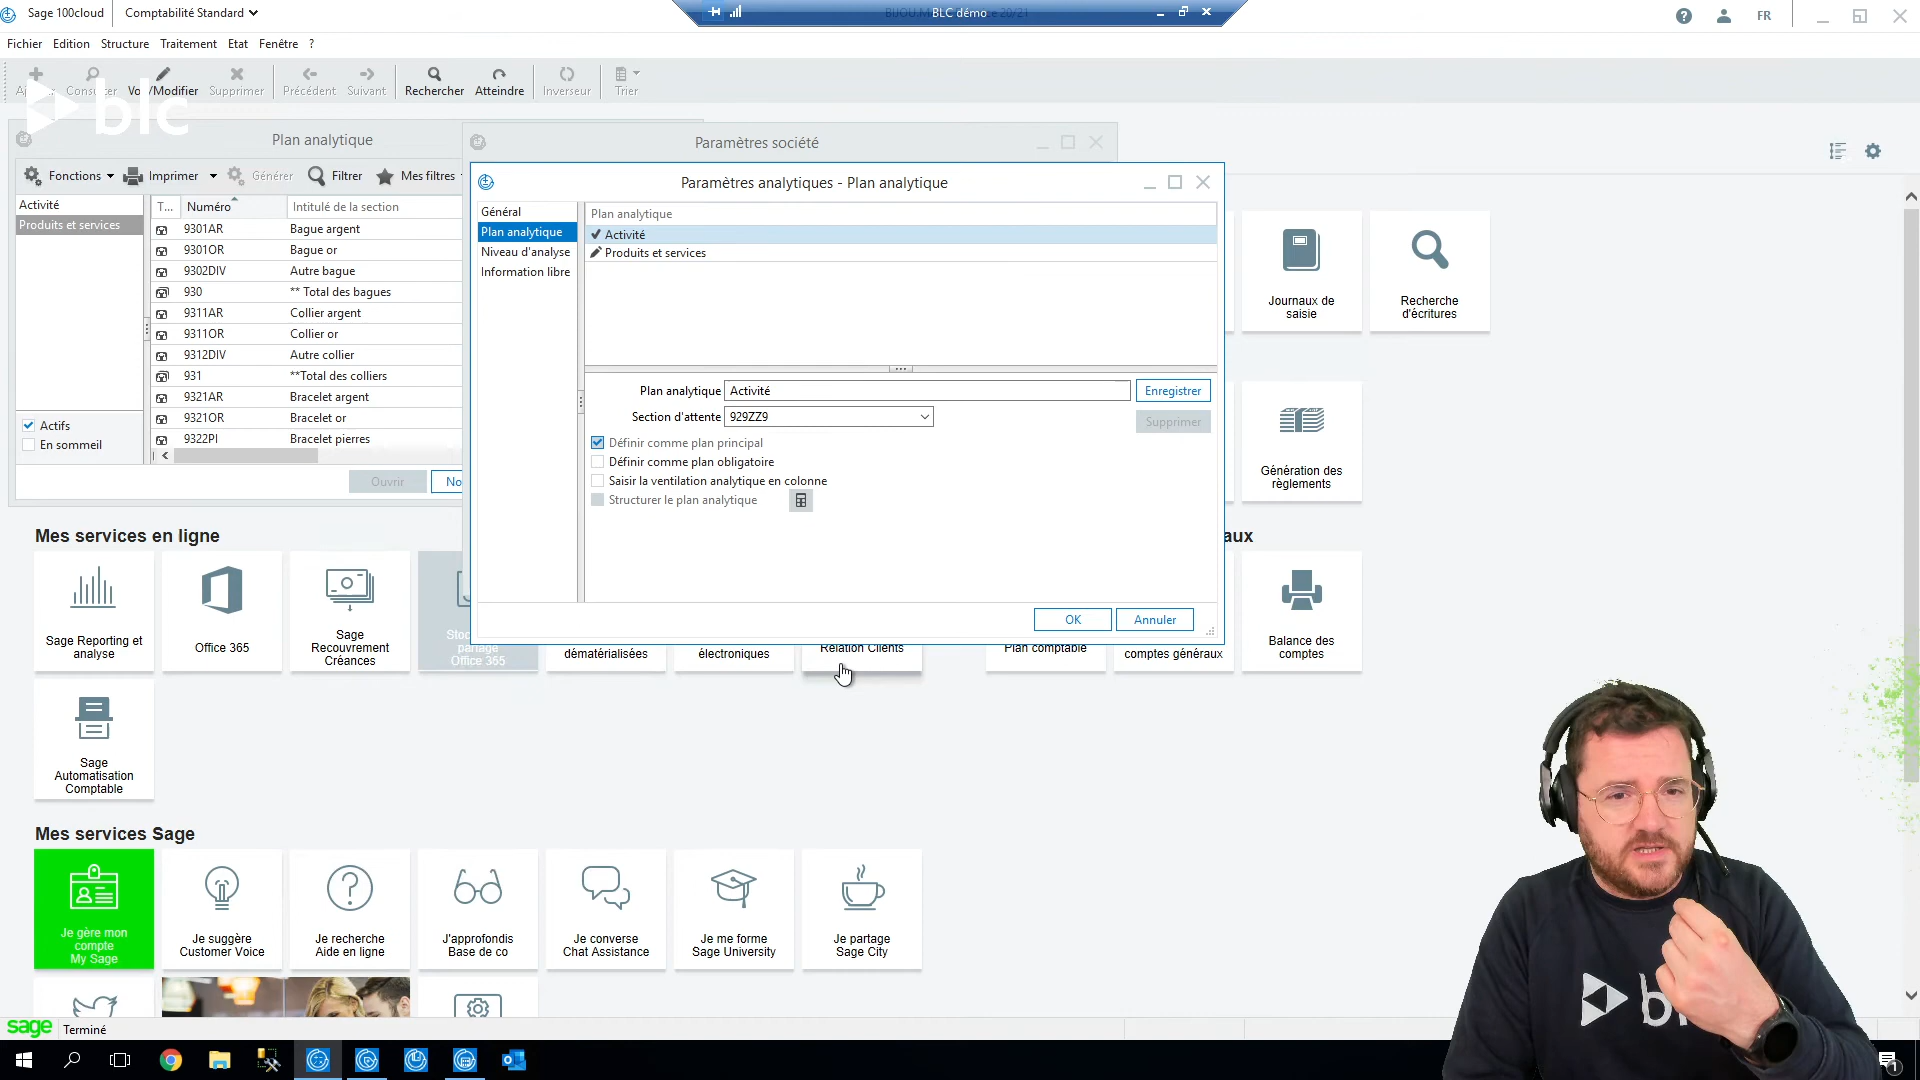 Sage 100cloud
Comptabilité Standard
BLC démo
FR
Fichier
Edition
Structure
Traitement
Etat
Fenêtre
?
Consulter
Voir/Modifier
Supprimer
Précédent
Suivant
Rechercher
Atteindre
Inverseur
Trier
blc
Plan analytique
Fonctions
Imprimer
Générer
Filtrer
Mes filtres
Activité
Produits et services
T...
Numéro
Intitulé de la section
9301AR Bague argent
9301OR Bague or
9302DIV Autre bague
930 ** Total des bagues
9311AR Collier argent
9311OR Collier or
9312DIV Autre collier
931 **Total des colliers
9321AR Bracelet argent
9321OR Bracelet or
9322PI Bracelet pierres
Actifs
En sommeil
Ouvrir
No
Paramètres société
Paramètres analytiques - Plan analytique
Général
Plan analytique
Niveau d'analyse
Information libre
Plan analytique
Activité
Produits et services
Plan analytique
Activité
Enregistrer
Section d'attente
929ZZ9
Supprimer
Définir comme plan principal
Définir comme plan obligatoire
Saisir la ventilation analytique en colonne
Structurer le plan analytique
OK
Annuler
Journaux de
saisie
Recherche
d'écritures
Génération des
règlements
Mes services en ligne
aux
Sage Reporting et
analyse
Office 365
Sage
Recouvrement
Créances
partage
Office 365
dématérialisées
électroniques
Relation Clients
Plan comptable
comptes généraux
Balance des
comptes
Sage
Automatisation
Comptable
Mes services Sage
Je gère mon
compte
My Sage
Je suggère
Customer Voice
Je recherche
Aide en ligne
J'approfondis
Base de co
Je converse
Chat Assistance
Je me forme
Sage University
Je partage
Sage City
sage
Terminé
1